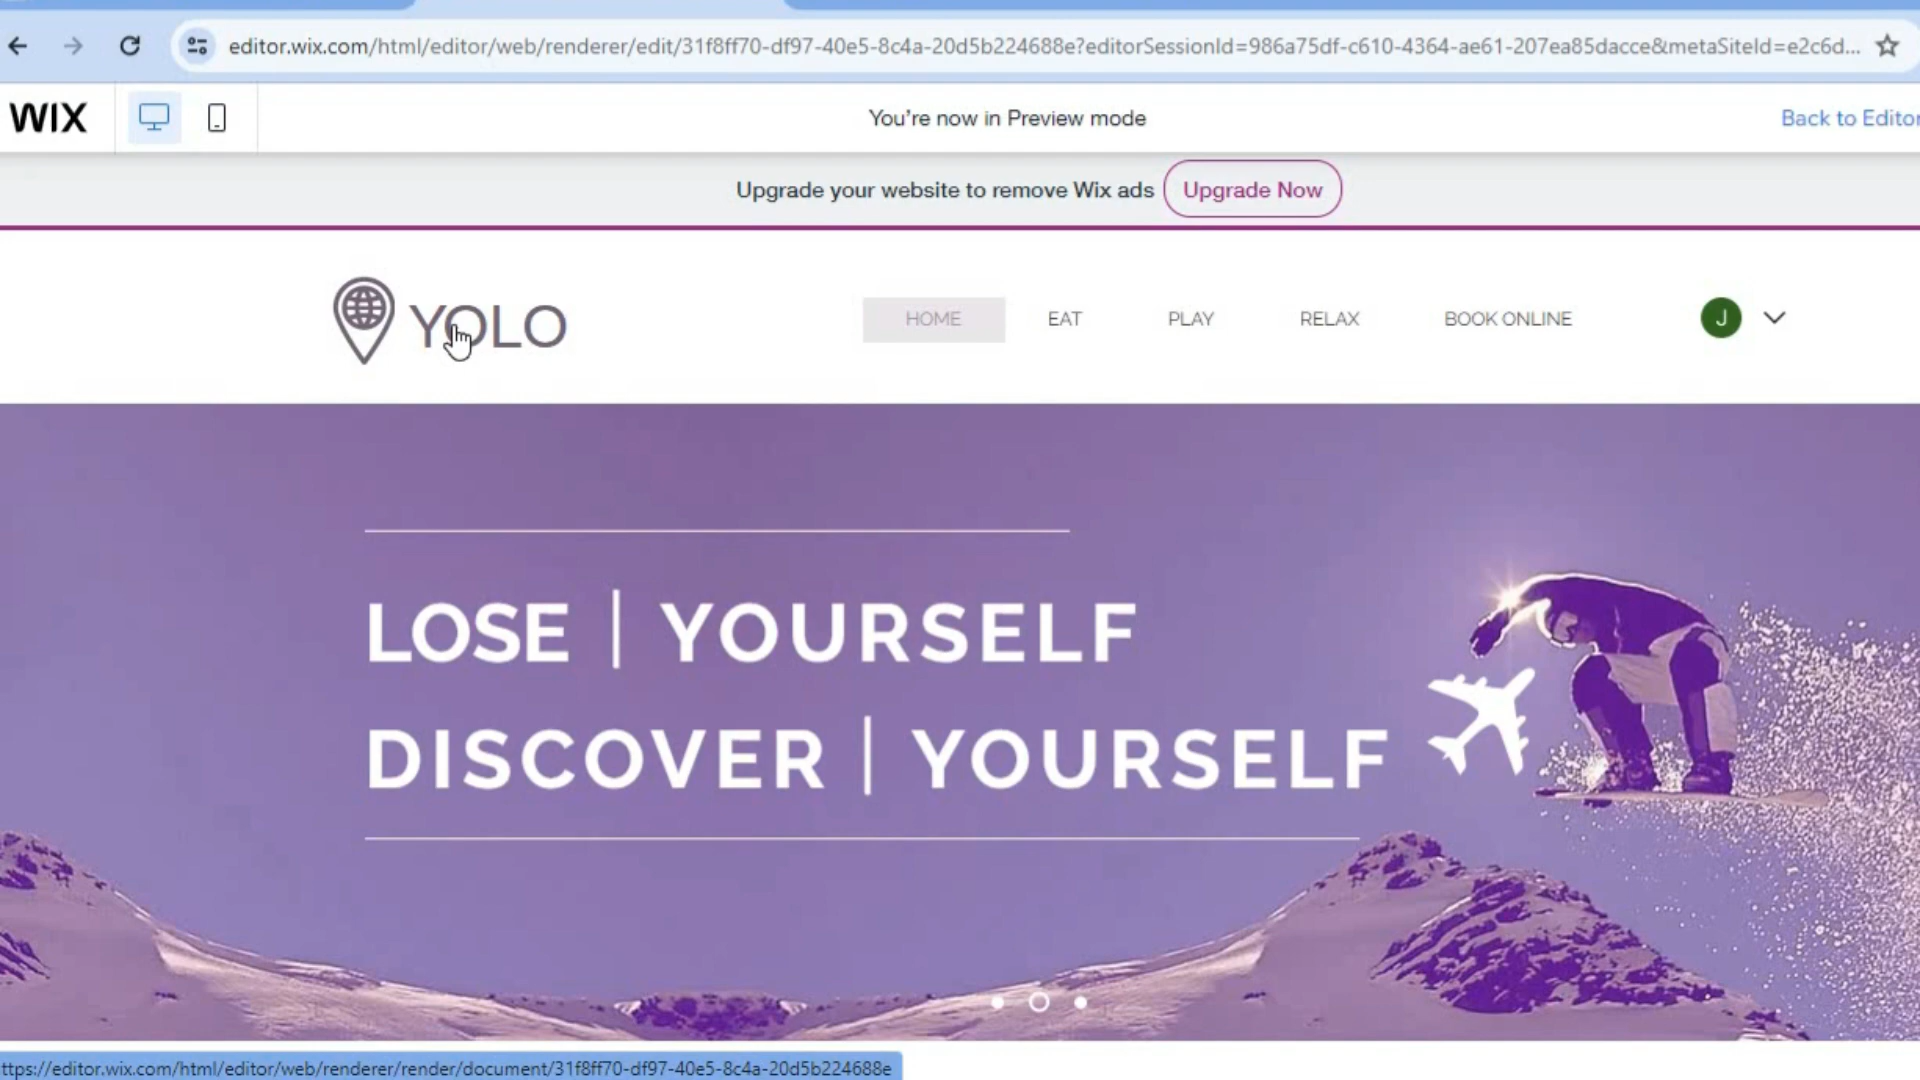 editor.wix.com/html/editor/web/renderer/edit/31f8ff70-df97-40e5-8c4a-20d5b224688e?editorSessionId=986a75df-c610-4364-ae61-207ea85dacce&metaSiteId=e2c6d...
WIX
You're now in Preview mode
Back to Editor
Upgrade your website to remove Wix ads
Upgrade Now
YOLO
HOME EAT PLAY RELAX BOOK ONLINE J
LOSE | YOURSELF
DISCOVER | YOURSELF
ttps://editor.wix.com/html/editor/web/renderer/render/document/31f8ff70-df97-40e5-8c4a-20d5b224688e